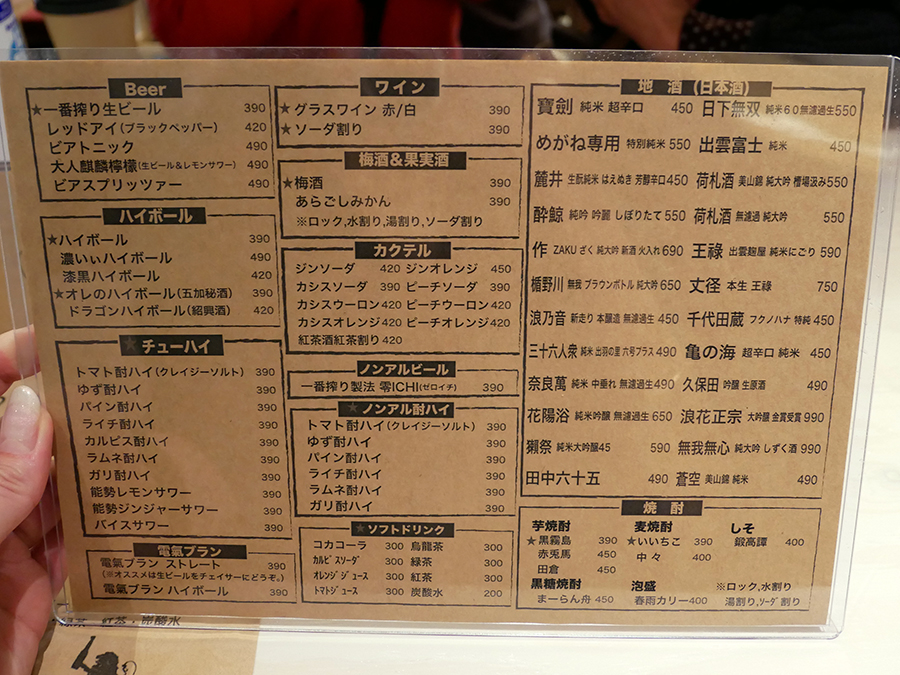 Beer
★一番搾り生ビール 390
レッドアイ(ブラックペッパー) 420
ビアトニック 490
大人麒麟檸檬(生ビール&レモンサワー) 490
ビアスプリッツァー 490
ハイボール
★ハイボール 390
濃いぃハイボール 490
漆黒ハイボール 420
★オレのハイボール(五加秘酒) 390
ドラゴンハイボール(紹興酒) 420
★チューハイ
トマト酎ハイ(クレイジーソルト) 390
ゆず酎ハイ 390
パイン酎ハイ 390
ライチ酎ハイ 390
カルピス酎ハイ 390
ラムネ酎ハイ 390
ガリ酎ハイ 390
能勢レモンサワー 390
能勢ジンジャーサワー 390
バイスサワー 390
電氣ブラン
電氣ブラン ストレート 390
(※オススメは生ビールをチェイサーにどうぞ。)
電氣ブラン ハイボール 390
ワイン
★グラスワイン 赤/白 390
★ソーダ割り 390
梅酒&果実酒
★梅酒 390
あらごしみかん 390
※ロック,水割り,湯割り,ソーダ割り
カクテル
ジンソーダ 420 ジンオレンジ 450
カシスソーダ 390 ピーチソーダ 390
カシスウーロン 420 ピーチウーロン 420
カシスオレンジ 420 ピーチオレンジ 420
紅茶酒紅茶割り 420
ノンアルビール
一番搾り製法 零ICHI(ゼロイチ) 390
★ノンアル酎ハイ
トマト酎ハイ(クレイジーソルト) 390
ゆず酎ハイ 390
パイン酎ハイ 390
ライチ酎ハイ 390
ラムネ酎ハイ 390
ガリ酎ハイ 390
★ソフトドリンク
コカコーラ 300 烏龍茶 300
カルピスソーダ 300 緑茶 300
オレンジジュース 300 紅茶 300
トマトジュース 300 炭酸水 200
地酒(日本酒)
寶劍 純米 超辛口 450 日下無双 純米60無濾過生 550
めがね専用 特別純米 550 出雲富士 純米 450
麓井 生酛純米 はえぬき 芳醇辛口 450 荷札酒 美山錦 純大吟 槽場汲み 550
酔鯨 純吟 吟麗 しぼりたて 550 荷札酒 無濾過 純大吟 550
作 ZAKU ざく 純大吟 新酒 火入れ 690 王祿 出雲麹屋 純米にごり 590
楯野川 無我 ブラウンボトル 純大吟 650 丈径 本生 王祿 750
浪乃音 新走り 本醸造 無濾過生 450 千代田蔵 フクノハナ 特純 450
三十六人衆 純米 出羽の里 六号プラス 490 亀の海 超辛口 純米 450
奈良萬 純米 中垂れ 無濾過生 490 久保田 吟醸 生原酒 490
花陽浴 純米吟醸 無濾過生 650 浪花正宗 大吟醸 金賞受賞 990
獺祭 純米大吟醸45 590 無我無心 純大吟 しずく酒 990
田中六十五 490 蒼空 美山錦 純米 490
焼酎
芋焼酎 麦焼酎 しそ
★黒霧島 390 ★いいちこ 390 鍛高譚 400
赤兎馬 450 中々 400
田倉 450
黒糖焼酎 泡盛 ※ロック,水割り
まーらん舟 450 春雨カリー 400 湯割り,ソーダ割り
紅茶・炭酸水